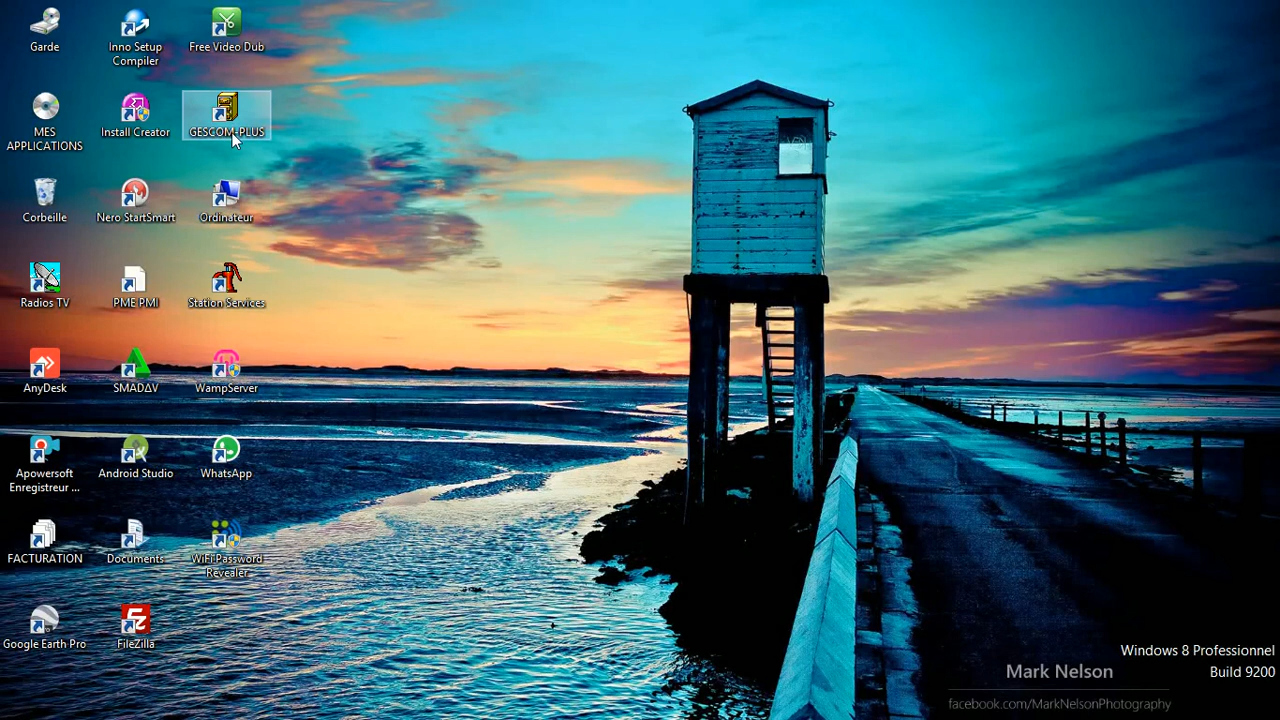 Garde
Inno Setup
Compiler
Free Video Dub
MES
APPLICATIONS
Install Creator
GESCOM-PLUS
Corbeille
Nero StartSmart
Ordinateur
Radios TV
PME PMI
Station Services
AnyDesk
SMADΔV
WampServer
Apowersoft
Enregistreur ...
Android Studio
WhatsApp
FACTURATION
Documents
WiFi Password
Revealer
Google Earth Pro
FileZilla
Windows 8 Professionnel
Build 9200
Mark Nelson
facebook.com/MarkNelsonPhotography